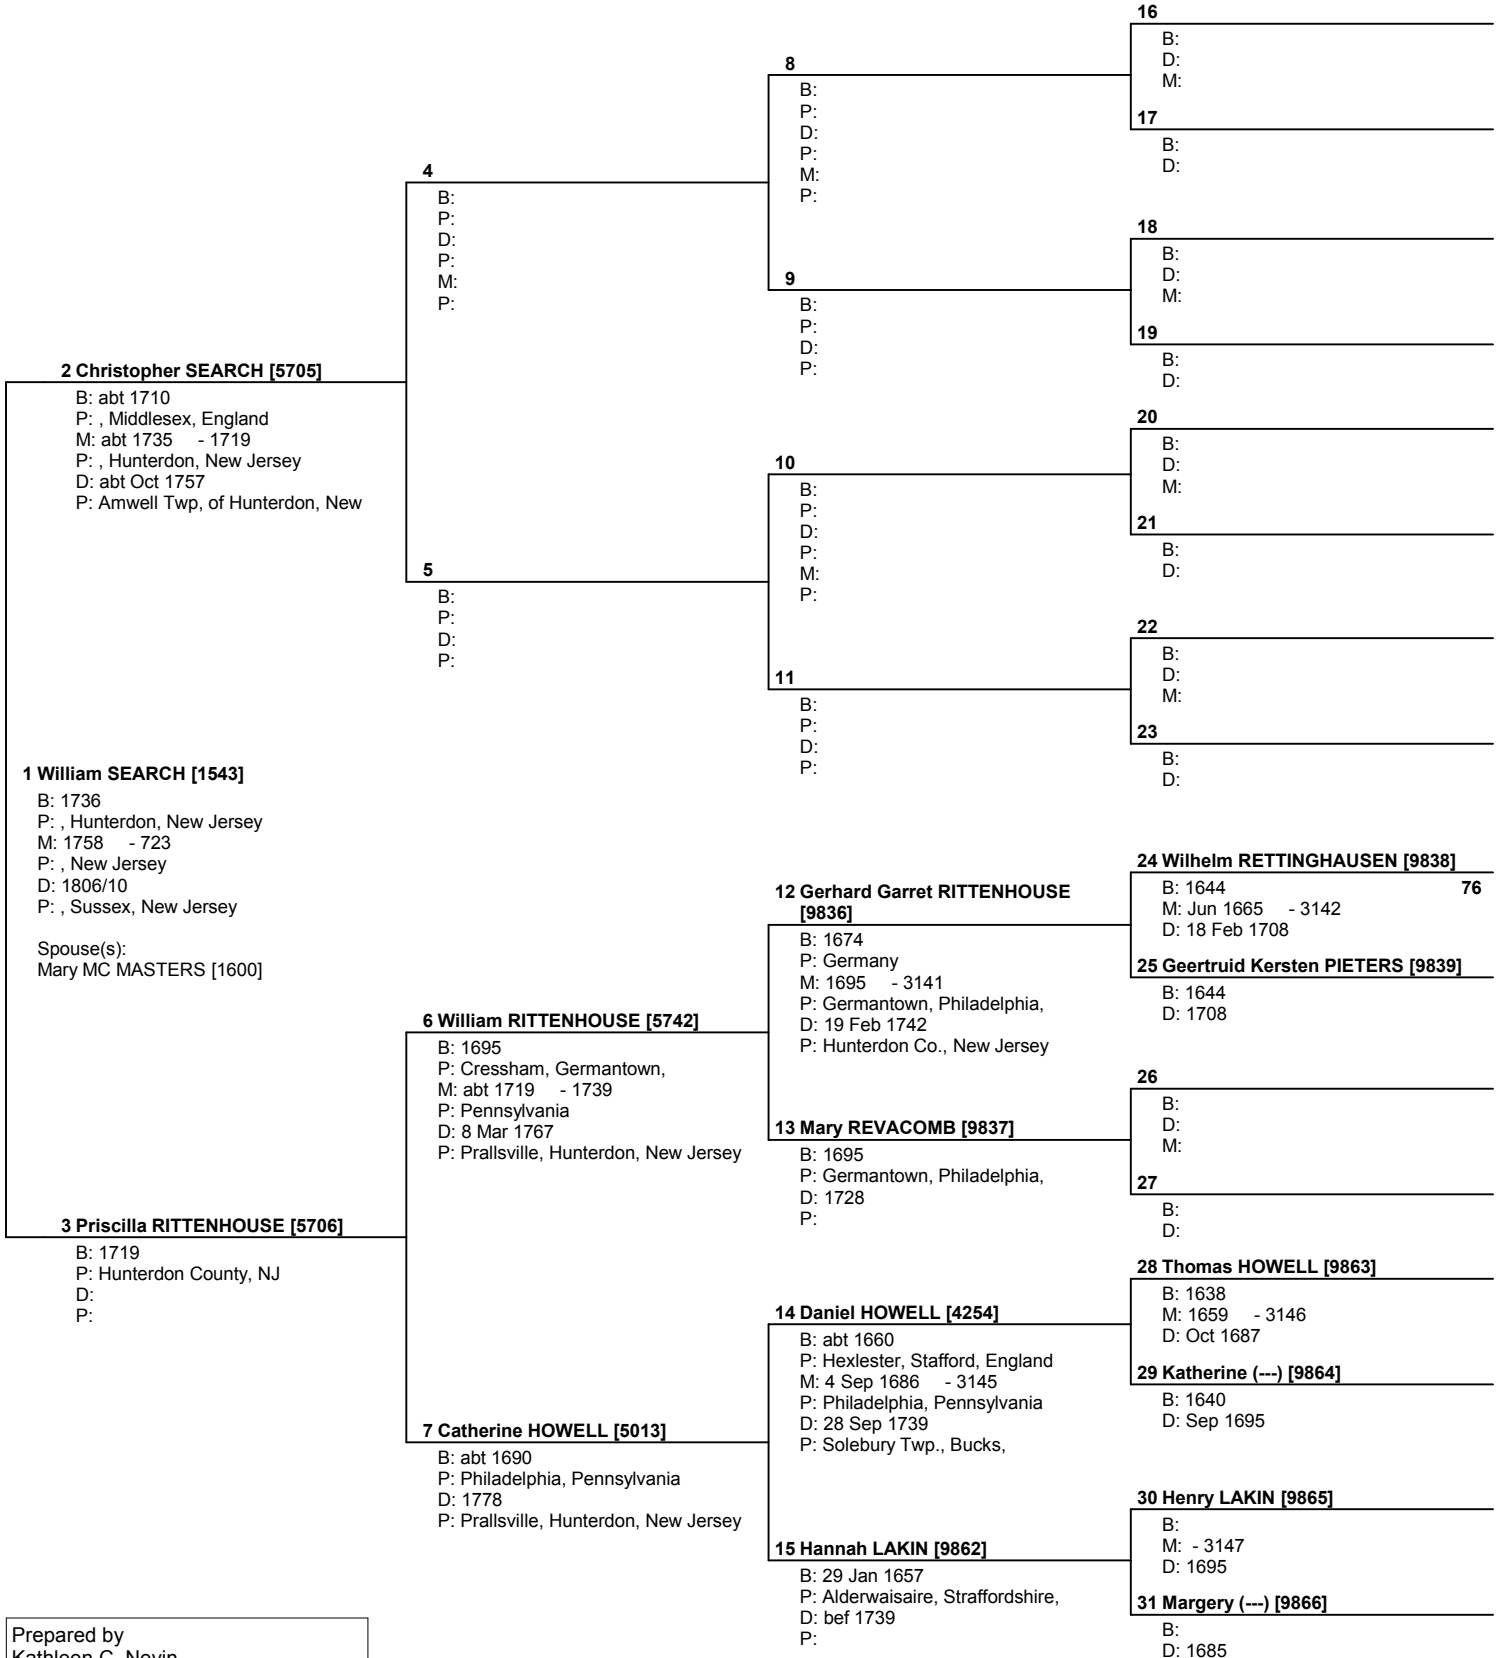 16
B:
D:
M:
8
B:
P:
D:
P:
M:
P:
17
B:
D:
4
B:
P:
D:
P:
M:
P:
18
B:
D:
M:
9
B:
P:
D:
P:
19
B:
D:
2 Christopher SEARCH [5705]
B: abt 1710
P: , Middlesex, England
M: abt 1735 - 1719
P: , Hunterdon, New Jersey
D: abt Oct 1757
P: Amwell Twp, of Hunterdon, New
20
B:
D:
M:
10
B:
P:
D:
P:
M:
P:
21
B:
D:
5
B:
P:
D:
P:
22
B:
D:
M:
11
B:
P:
D:
P:
23
B:
D:
1 William SEARCH [1543]
B: 1736
P: , Hunterdon, New Jersey
M: 1758 - 723
P: , New Jersey
D: 1806/10
P: , Sussex, New Jersey
Spouse(s):
Mary MC MASTERS [1600]
24 Wilhelm RETTINGHAUSEN [9838]
B: 1644 76
M: Jun 1665 - 3142
D: 18 Feb 1708
12 Gerhard Garret RITTENHOUSE
[9836]
B: 1674
P: Germany
M: 1695 - 3141
P: Germantown, Philadelphia,
D: 19 Feb 1742
P: Hunterdon Co., New Jersey
25 Geertruid Kersten PIETERS [9839]
B: 1644
D: 1708
6 William RITTENHOUSE [5742]
B: 1695
P: Cressham, Germantown,
M: abt 1719 - 1739
P: Pennsylvania
D: 8 Mar 1767
P: Prallsville, Hunterdon, New Jersey
26
B:
D:
M:
13 Mary REVACOMB [9837]
B: 1695
P: Germantown, Philadelphia,
D: 1728
P:
27
B:
D:
3 Priscilla RITTENHOUSE [5706]
B: 1719
P: Hunterdon County, NJ
D:
P:
28 Thomas HOWELL [9863]
B: 1638
M: 1659 - 3146
D: Oct 1687
14 Daniel HOWELL [4254]
B: abt 1660
P: Hexlester, Stafford, England
M: 4 Sep 1686 - 3145
P: Philadelphia, Pennsylvania
D: 28 Sep 1739
P: Solebury Twp., Bucks,
29 Katherine (---) [9864]
B: 1640
D: Sep 1695
7 Catherine HOWELL [5013]
B: abt 1690
P: Philadelphia, Pennsylvania
D: 1778
P: Prallsville, Hunterdon, New Jersey
30 Henry LAKIN [9865]
B:
M: - 3147
D: 1695
15 Hannah LAKIN [9862]
B: 29 Jan 1657
P: Alderwaisaire, Straffordshire,
D: bef 1739
P:
31 Margery (---) [9866]
B:
D: 1685
Prepared by
Kathleen C. Nevin